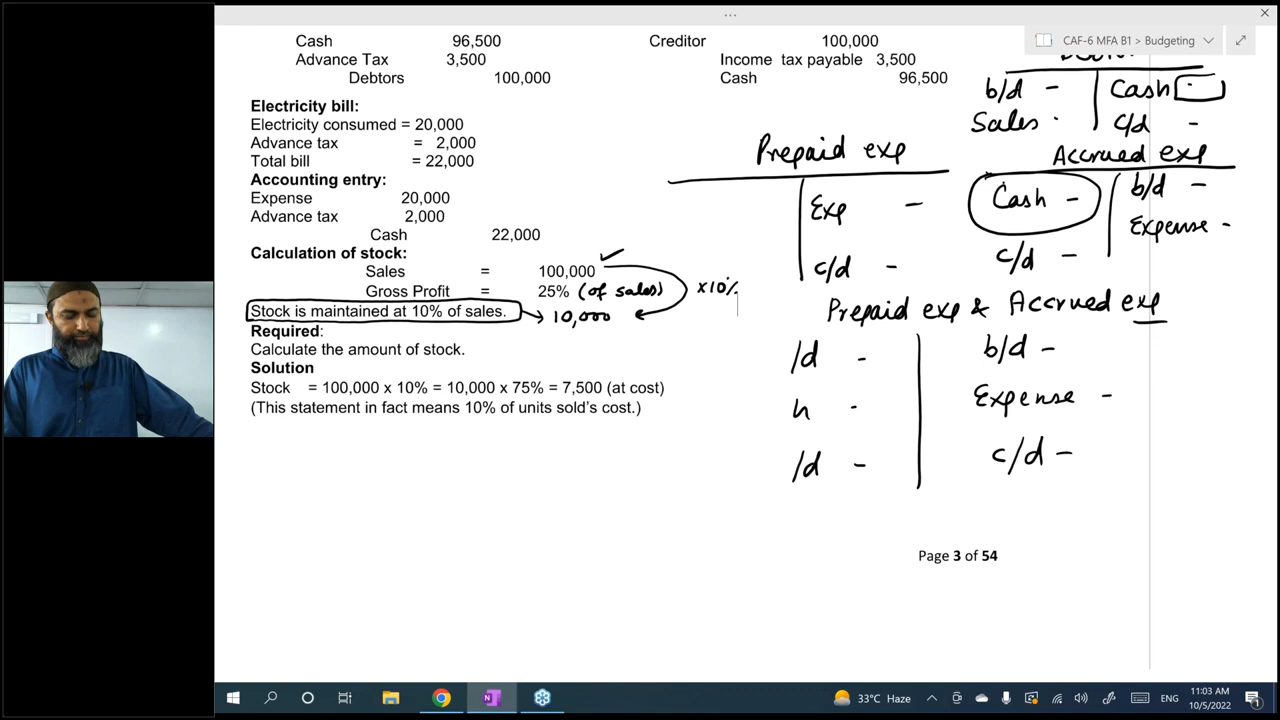 CAF-6 MFA B1 > Budgeting
Cash 96,500 Creditor 100,000
Advance Tax 3,500 Income tax payable 3,500
Debtors 100,000 Cash 96,500
Electricity bill:
Electricity consumed = 20,000
Advance tax = 2,000
Total bill = 22,000
Accounting entry:
Expense 20,000
Advance tax 2,000
Cash 22,000
Calculation of stock:
Sales = 100,000
Gross Profit = 25% (of sales) x10%
Stock is maintained at 10% of sales. → 10,000
Required:
Calculate the amount of stock.
Solution
Stock = 100,000 x 10% = 10,000 x 75% = 7,500 (at cost)
(This statement in fact means 10% of units sold's cost.)
b/d - Cash
Sales c/d -
Prepaid exp
Exp -
c/d -
Accrued exp
Cash - b/d -
Expense -
c/d -
Prepaid exp & Accrued exp
/d - b/d -
h - Expense -
/d - c/d -
Page 3 of 54
33°C Haze
ENG
11:03 AM
10/5/2022